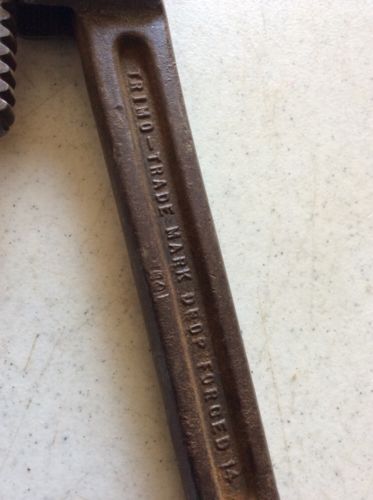 TRIMO — TRADE MARK DROP FORGED 14